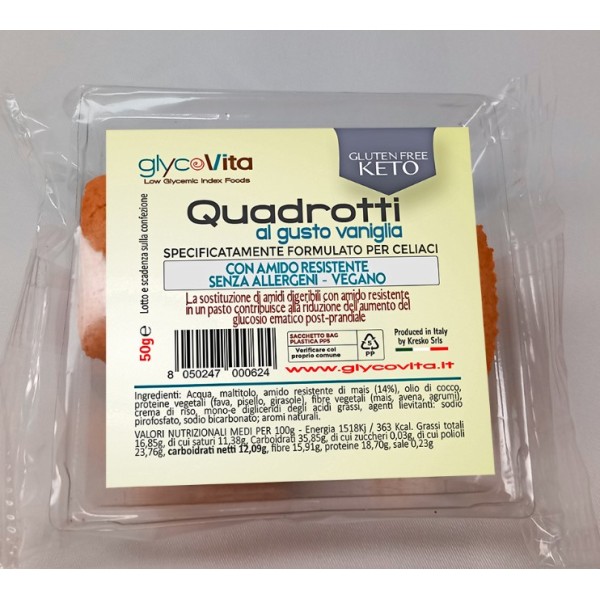 glycoVita
Low Glycemic Index Foods
GLUTEN FREE
KETO
Quadrotti
al gusto vaniglia
SPECIFICATAMENTE FORMULATO PER CELIACI
CON AMIDO RESISTENTE
SENZA ALLERGENI - VEGANO
La sostituzione di amidi digeribili con amido resistente
in un pasto contribuisce alla riduzione dell'aumento del
glucosio ematico post-prandiale
Lotto e scadenza sulla confezione
50g e
8 050247 000624
SACCHETTO BAG
PLASTICA PP5
Verificare col
proprio comune
5
PP
Produced in Italy
by Kresko Srls
www.glycovita.it
Ingredienti: Acqua, maltitolo, amido resistente di mais (14%), olio di cocco,
proteine vegetali (fava, pisello, girasole), fibre vegetali (mais, avena, agrumi),
crema di riso, mono-e digliceridi degli acidi grassi, agenti lievitanti: sodio
pirofosfato, sodio bicarbonato; aromi naturali.
VALORI NUTRIZIONALI MEDI PER 100g - Energia 1518Kj / 363 Kcal. Grassi totali
16,85g, di cui saturi 11,38g, Carboidrati 35,85g, di cui zuccheri 0,03g, di cui polioli
23,76g, carboidrati netti 12,09g, fibre 15,91g, proteine 18,70g, sale 0,23g